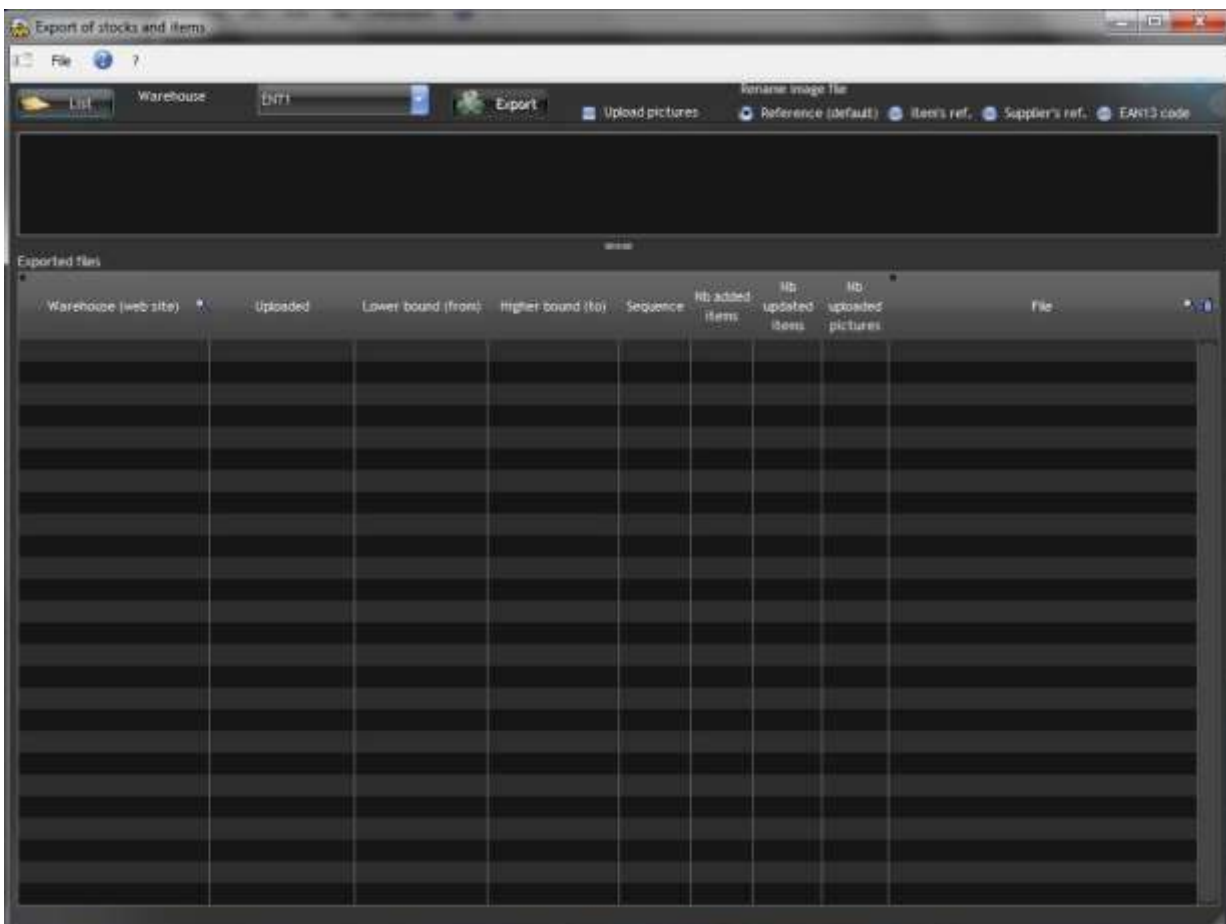 Export of stocks and items
File ?
List Warehouse ENT1 Export Upload pictures
Rename image file
Reference (default) Item's ref. Supplier's ref. EAN13 code
Exported files
Warehouse (web site) Uploaded Lower bound (from) Higher bound (to) Sequence Nb added items Nb updated items Nb uploaded pictures File